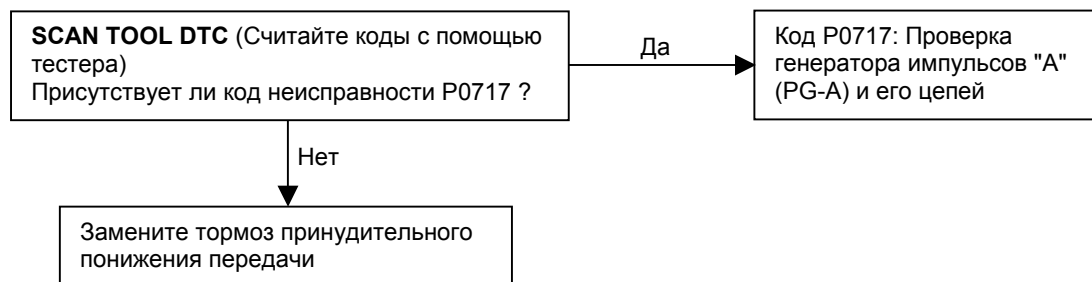 SCAN TOOL DTC (Считайте коды с помощью
тестера)
Присутствует ли код неисправности P0717 ?
Да
Код P0717: Проверка
генератора импульсов "А"
(PG-A) и его цепей
Нет
Замените тормоз принудительного
понижения передачи